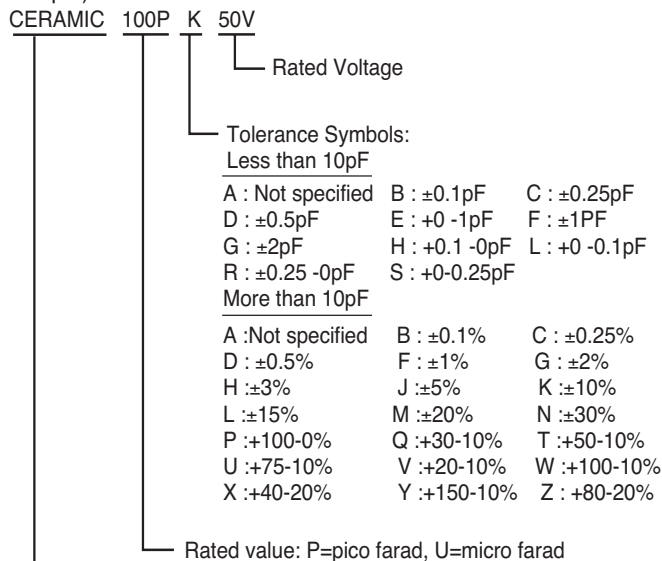 CERAMIC 100P K 50V
Rated Voltage
Tolerance Symbols:
Less than 10pF
A : Not specified B : ±0.1pF C : ±0.25pF
D : ±0.5pF E : +0 -1pF F : ±1PF
G : ±2pF H : +0.1 -0pF L : +0 -0.1pF
R : ±0.25 -0pF S : +0-0.25pF
More than 10pF
A :Not specified B : ±0.1% C : ±0.25%
D : ±0.5% F : ±1% G : ±2%
H :±3% J :±5% K :±10%
L :±15% M :±20% N :±30%
P :+100-0% Q :+30-10% T :+50-10%
U :+75-10% V :+20-10% W :+100-10%
X :+40-20% Y :+150-10% Z : +80-20%
Rated value: P=pico farad, U=micro farad